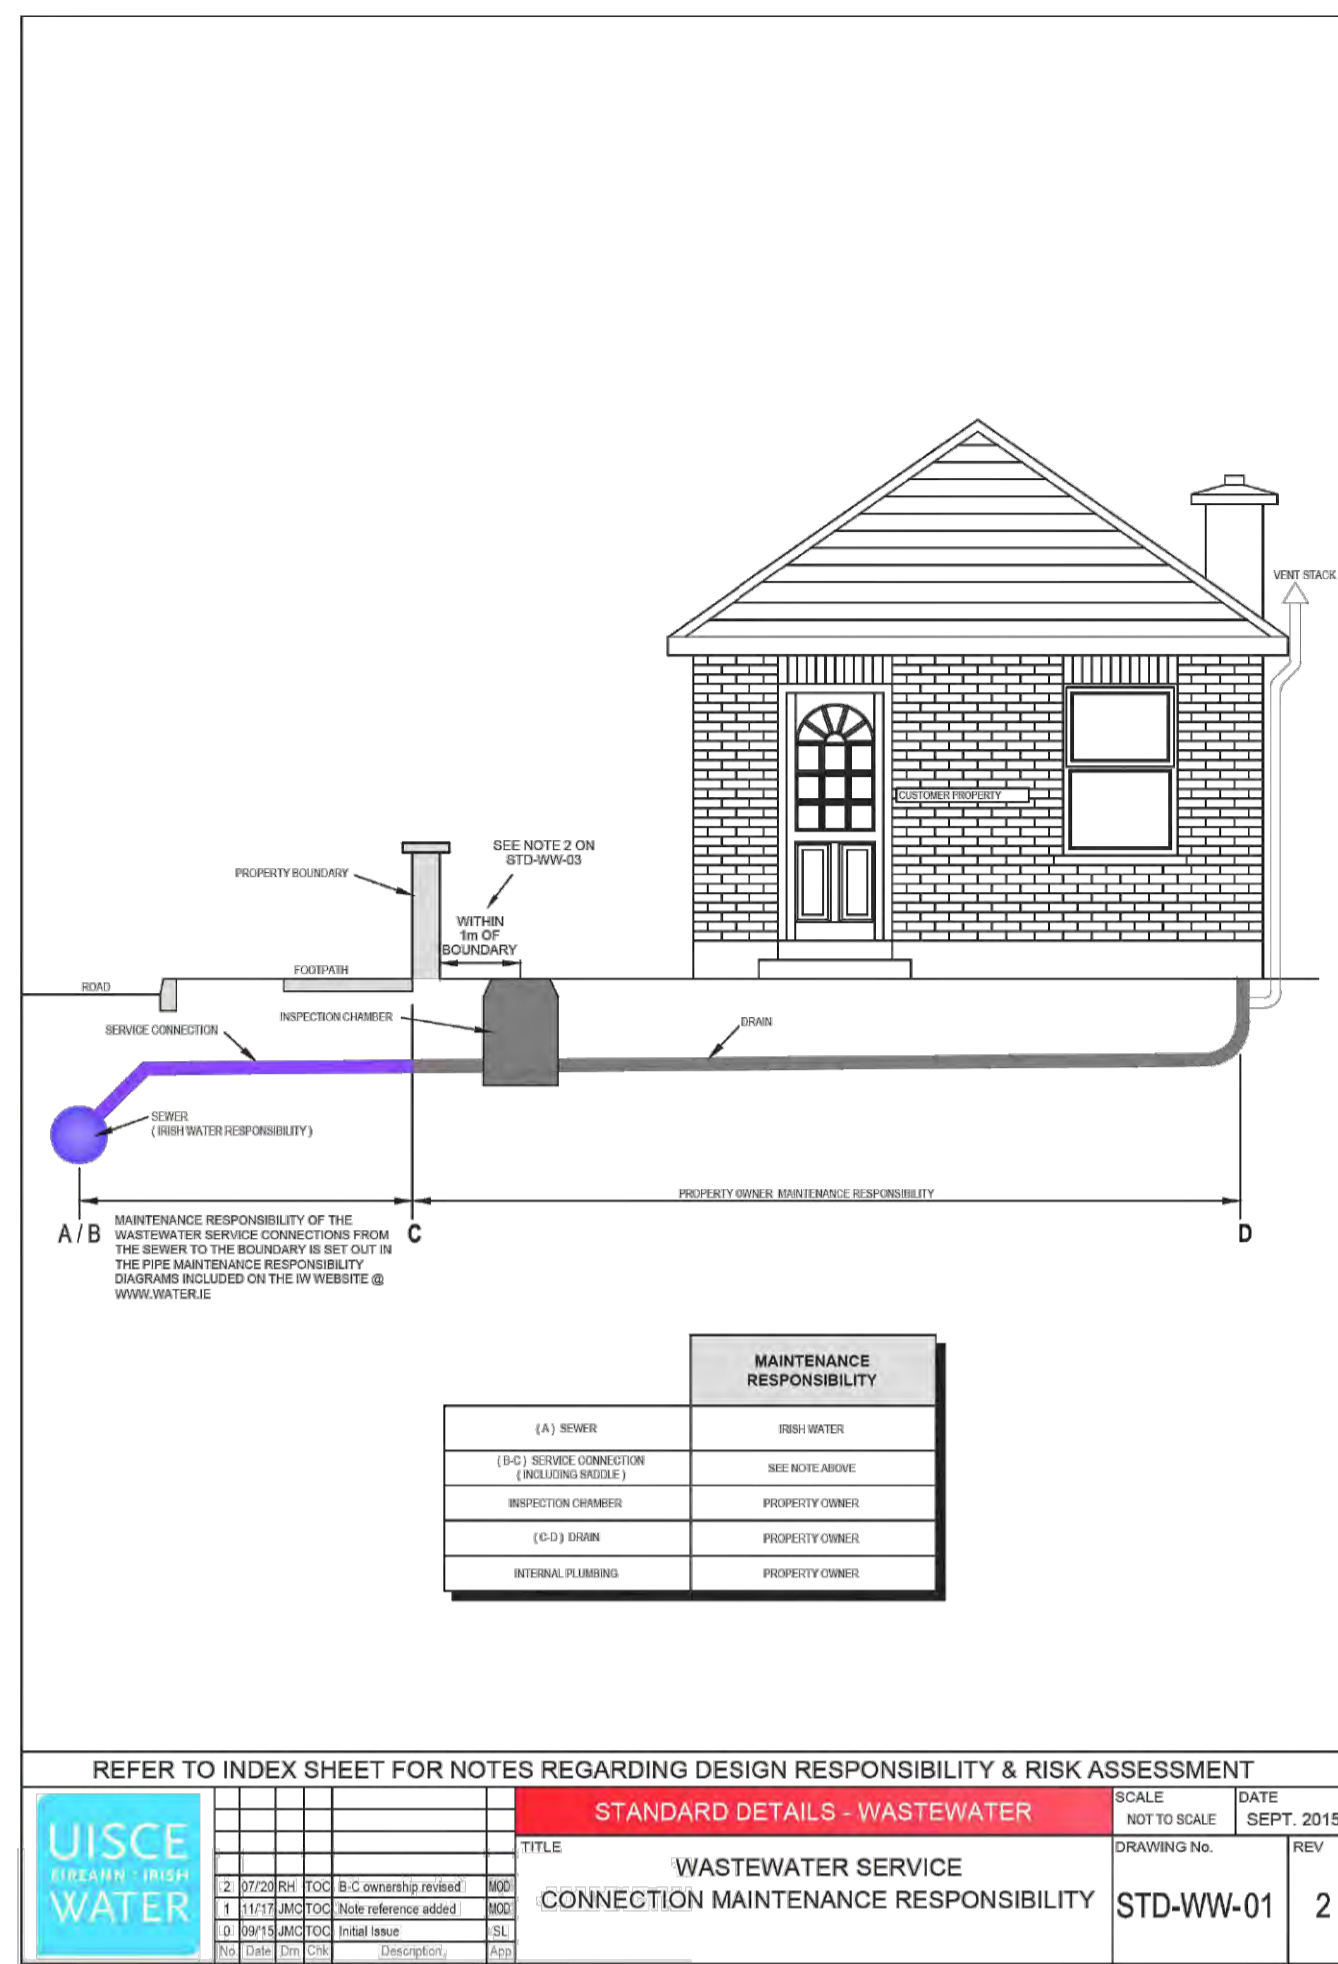 VENT STACK
CUSTOMER PROPERTY
SEE NOTE 2 ON
STD-WW-03
PROPERTY BOUNDARY
WITHIN
1m OF
BOUNDARY
FOOTPATH
ROAD
INSPECTION CHAMBER
SERVICE CONNECTION
DRAIN
SEWER
( IRISH WATER RESPONSIBILITY )
PROPERTY OWNER MAINTENANCE RESPONSIBILITY
A / B
C
D
MAINTENANCE RESPONSIBILITY OF THE
WASTEWATER SERVICE CONNECTIONS FROM
THE SEWER TO THE BOUNDARY IS SET OUT IN
THE PIPE MAINTENANCE RESPONSIBILITY
DIAGRAMS INCLUDED ON THE IW WEBSITE @
WWW.WATER.IE
MAINTENANCE
RESPONSIBILITY
( A ) SEWER
IRISH WATER
( B-C ) SERVICE CONNECTION
( INCLUDING SADDLE )
SEE NOTE ABOVE
INSPECTION CHAMBER
PROPERTY OWNER
( C-D ) DRAIN
PROPERTY OWNER
INTERNAL PLUMBING
PROPERTY OWNER
REFER TO INDEX SHEET FOR NOTES REGARDING DESIGN RESPONSIBILITY & RISK ASSESSMENT
UISCE
ÉIREANN : IRISH
WATER
2 07/20 RH TOC B-C ownership revised MOD
1 11/17 JMC TOC Note reference added MOD
0 09/15 JMC TOC Initial Issue SL
No Date Drn Chk Description App
STANDARD DETAILS - WASTEWATER
TITLE
WASTEWATER SERVICE
CONNECTION MAINTENANCE RESPONSIBILITY
SCALE
NOT TO SCALE
DATE
SEPT. 2015
DRAWING No.
STD-WW-01
REV
2